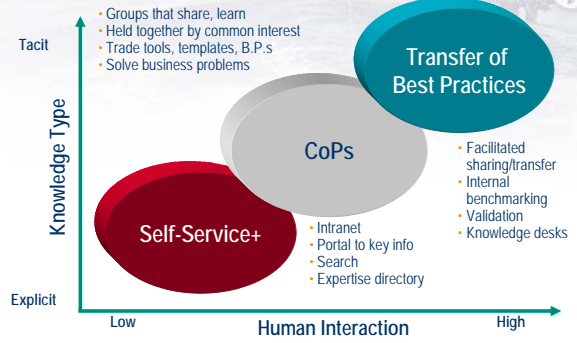 • Groups that share, learn
• Held together by common interest
• Trade tools, templates, B.P.s
• Solve business problems
Tacit
Transfer of
Best Practices
Knowledge Type
CoPs
• Facilitated
sharing/transfer
• Internal
benchmarking
• Validation
• Knowledge desks
Self-Service+
• Intranet
• Portal to key info
• Search
• Expertise directory
Explicit
Low
Human Interaction
High